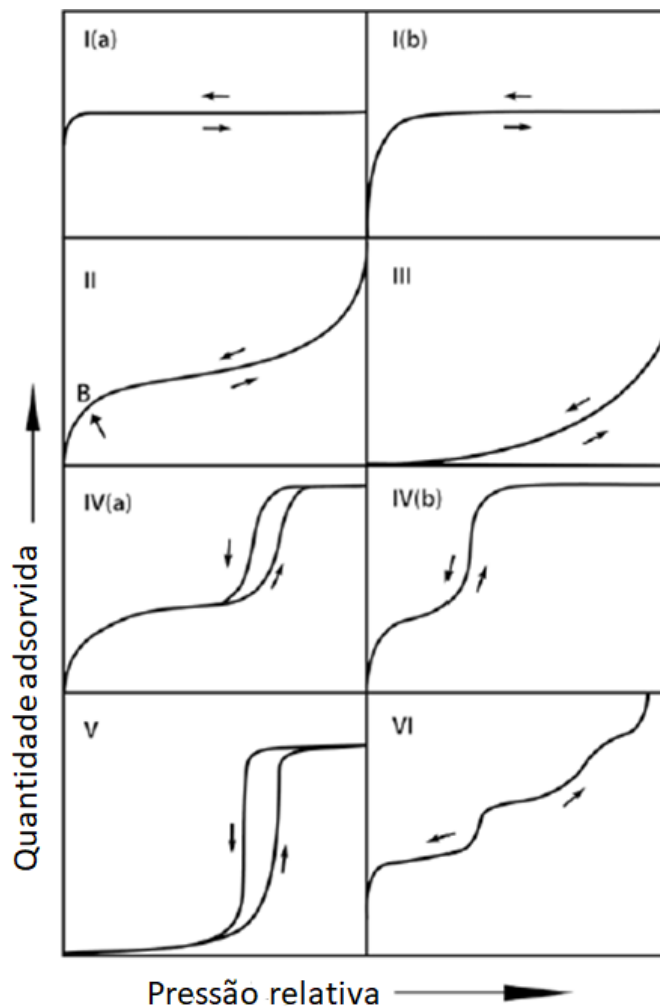 I(a)
I(b)
II
III
B
IV(a)
IV(b)
V
VI
Quantidade adsorvida
Pressão relativa